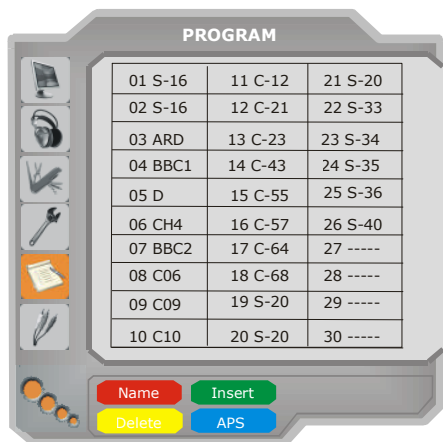 PROGRAM
01 S-16 11 C-12 21 S-20
02 S-16 12 C-21 22 S-33
03 ARD 13 C-23 23 S-34
04 BBC1 14 C-43 24 S-35
05 D 15 C-55 25 S-36
06 CH4 16 C-57 26 S-40
07 BBC2 17 C-64 27 -----
08 C06 18 C-68 28 -----
09 C09 19 S-20 29 -----
10 C10 20 S-20 30 -----
Name Insert
Delete APS